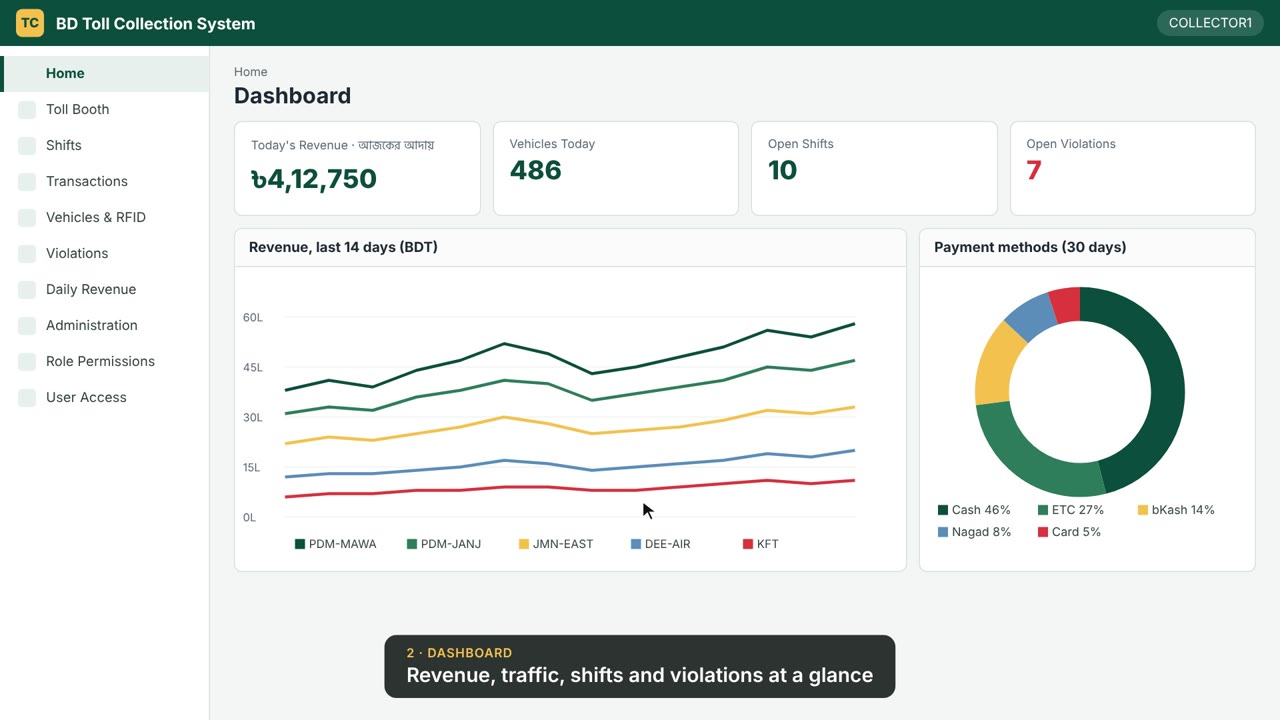 TC BD Toll Collection System
COLLECTOR1
Home
Toll Booth
Shifts
Transactions
Vehicles & RFID
Violations
Daily Revenue
Administration
Role Permissions
User Access
Home
Dashboard
Today's Revenue · আজকের আদায়
৳4,12,750
Vehicles Today
486
Open Shifts
10
Open Violations
7
Revenue, last 14 days (BDT)
60L
45L
30L
15L
0L
PDM-MAWA PDM-JANJ JMN-EAST DEE-AIR KFT
Payment methods (30 days)
Cash 46% ETC 27% bKash 14%
Nagad 8% Card 5%
2 · DASHBOARD
Revenue, traffic, shifts and violations at a glance